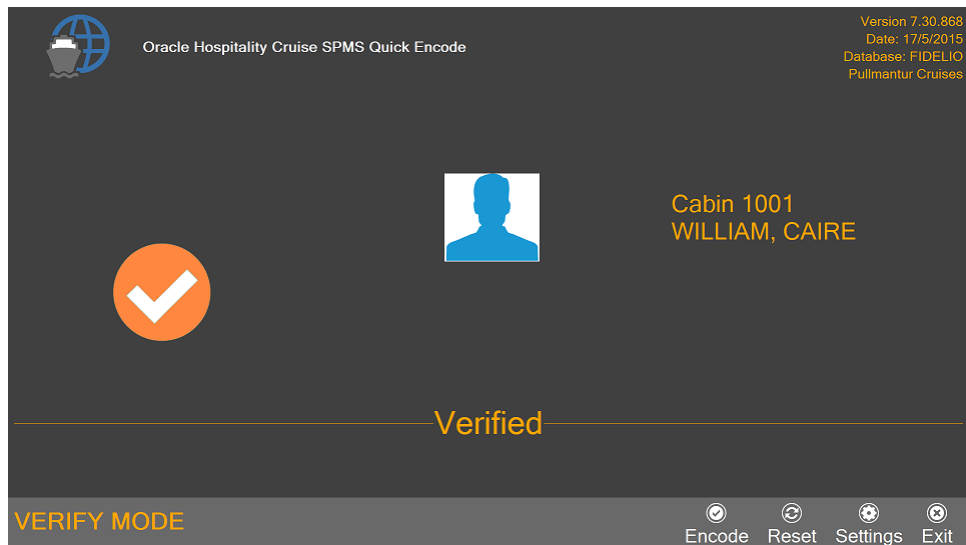 Oracle Hospitality Cruise SPMS Quick Encode
Version 7.30.868
Date: 17/5/2015
Database: FIDELIO
Pullmantur Cruises
Cabin 1001
WILLIAM, CAIRE
Verified
VERIFY MODE
Encode
Reset
Settings
Exit